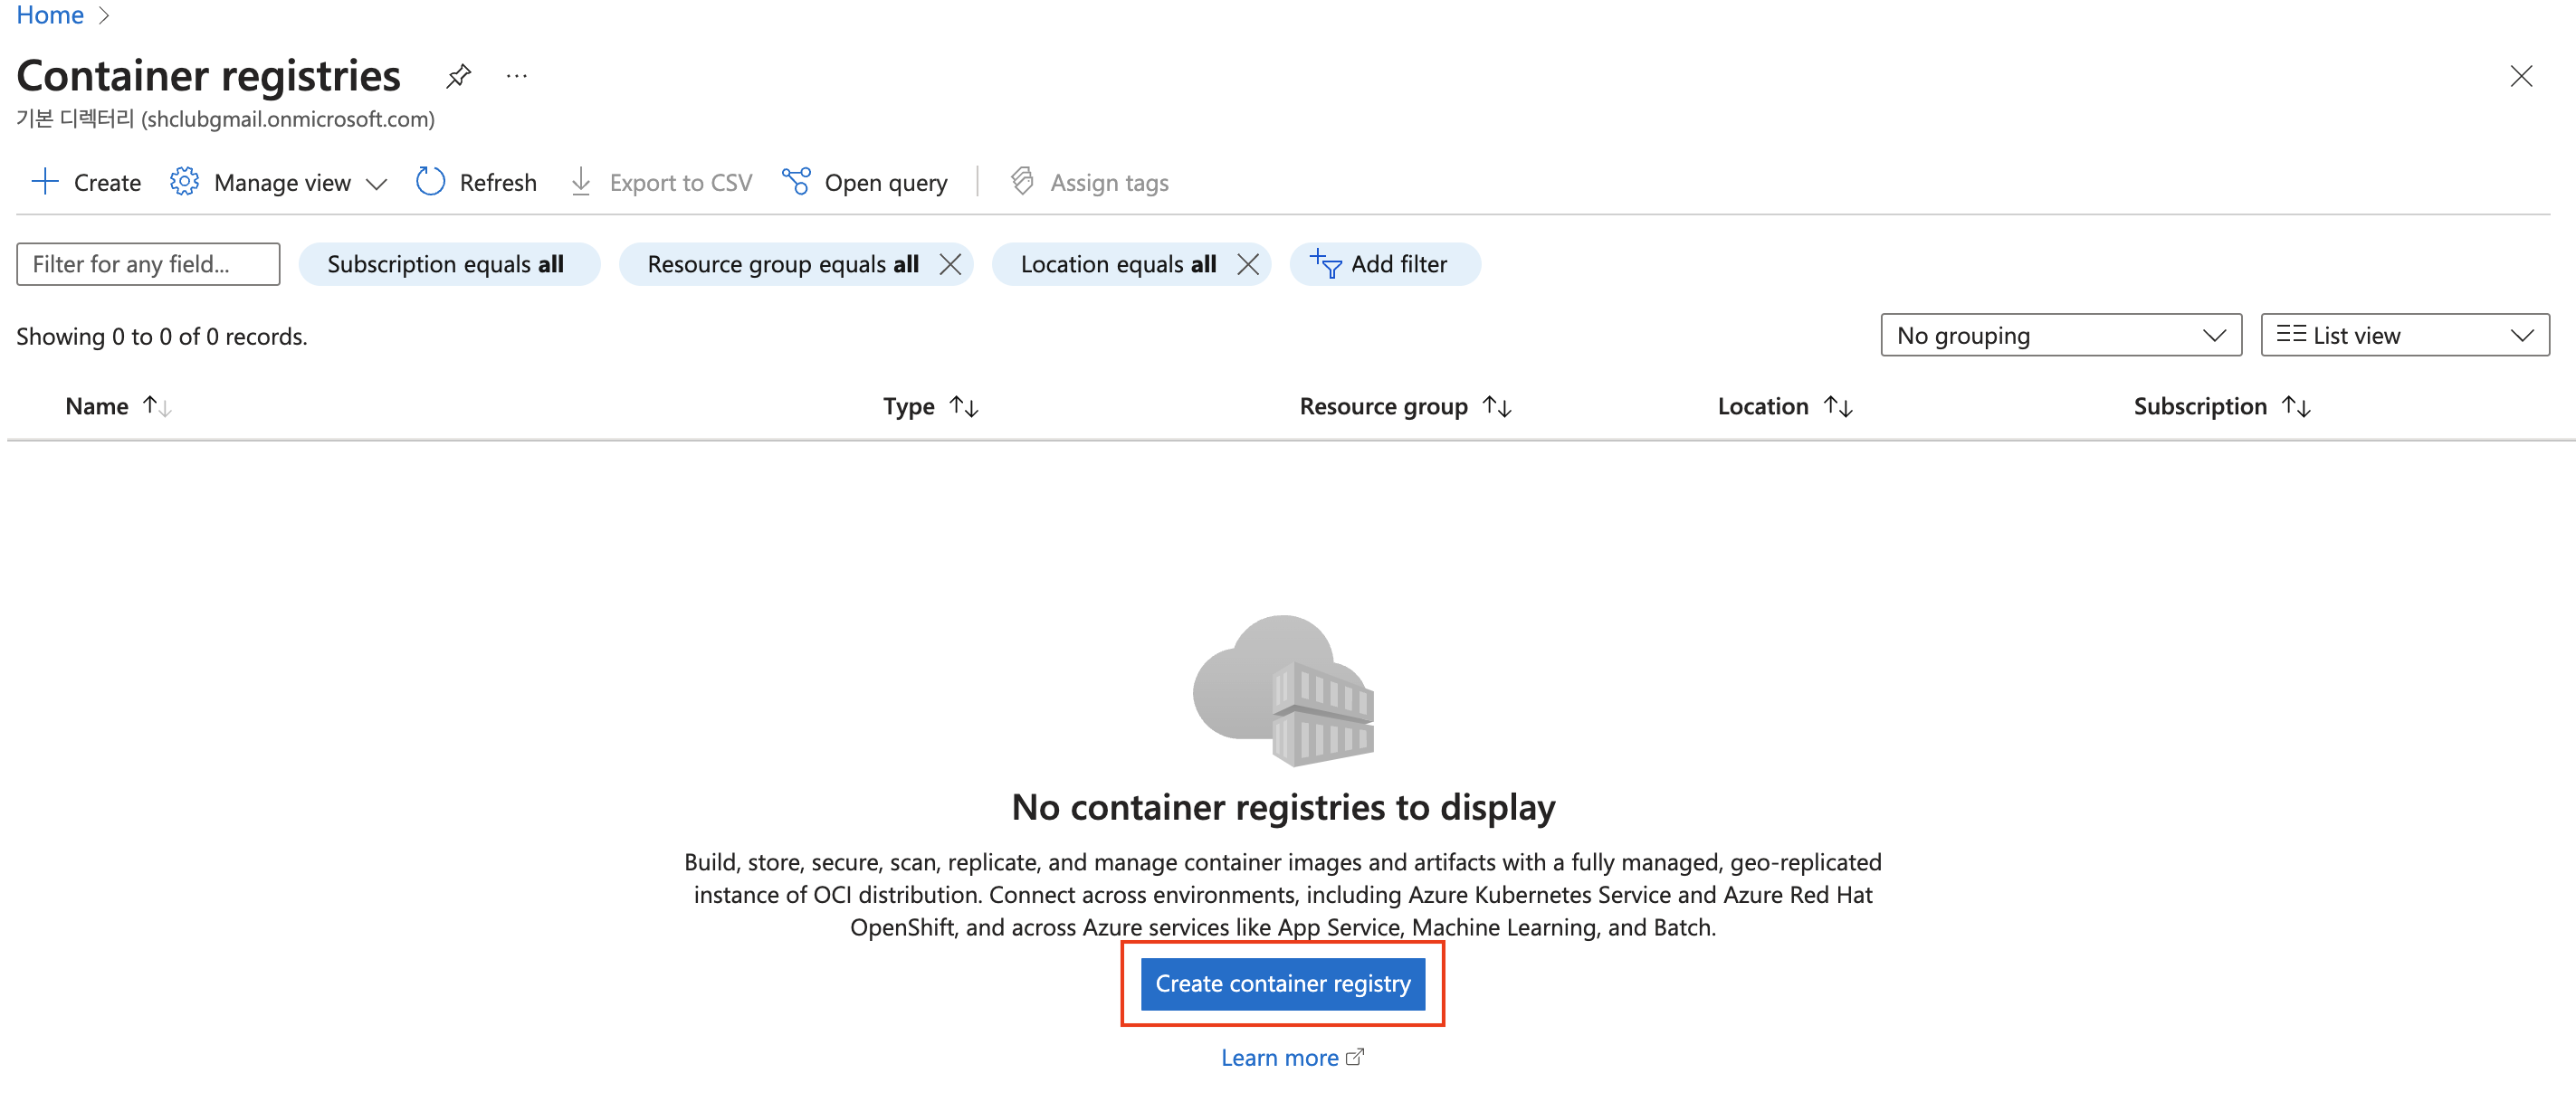 Home
Container registries
기본 디렉터리 (shclubgmail.onmicrosoft.com)
Create Manage view Refresh Export to CSV Open query Assign tags
Filter for any field... Subscription equals all Resource group equals all Location equals all Add filter
Showing 0 to 0 of 0 records. No grouping List view
Name Type Resource group Location Subscription
No container registries to display
Build, store, secure, scan, replicate, and manage container images and artifacts with a fully managed, geo-replicated
instance of OCI distribution. Connect across environments, including Azure Kubernetes Service and Azure Red Hat
OpenShift, and across Azure services like App Service, Machine Learning, and Batch.
Create container registry
Learn more